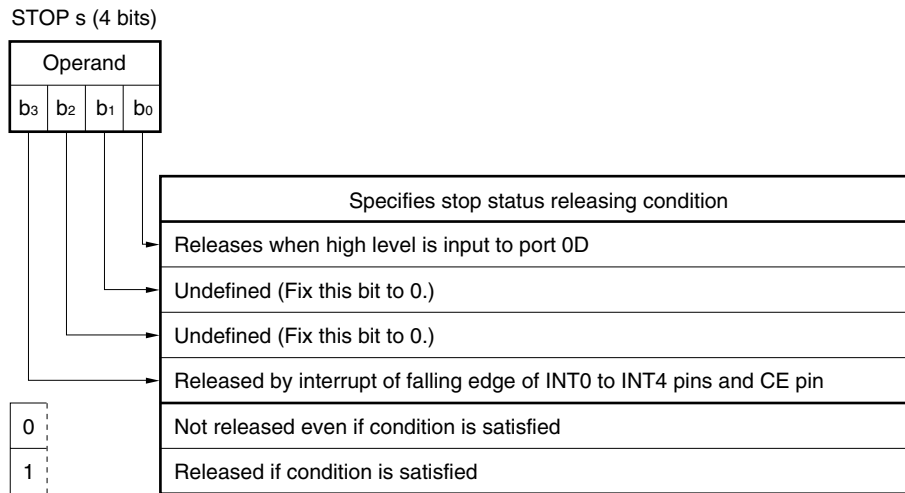 STOP s (4 bits)
Operand
b3 b2 b1 b0
Specifies stop status releasing condition
Releases when high level is input to port 0D
Undefined (Fix this bit to 0.)
Undefined (Fix this bit to 0.)
Released by interrupt of falling edge of INT0 to INT4 pins and CE pin
0 Not released even if condition is satisfied
1 Released if condition is satisfied